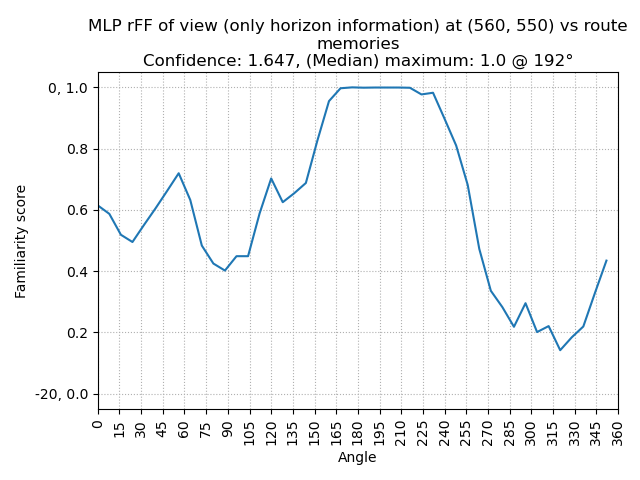 MLP rFF of view (only horizon information) at (560, 550) vs route
memories
Confidence: 1.647, (Median) maximum: 1.0 @ 192°
0, 1.0
0.8
0.6
0.4
0.2
-20, 0.0
Familiarity score
0 15 30 45 60 75 90 105 120 135 150 165 180 195 210 225 240 255 270 285 300 315 330 345 360
Angle